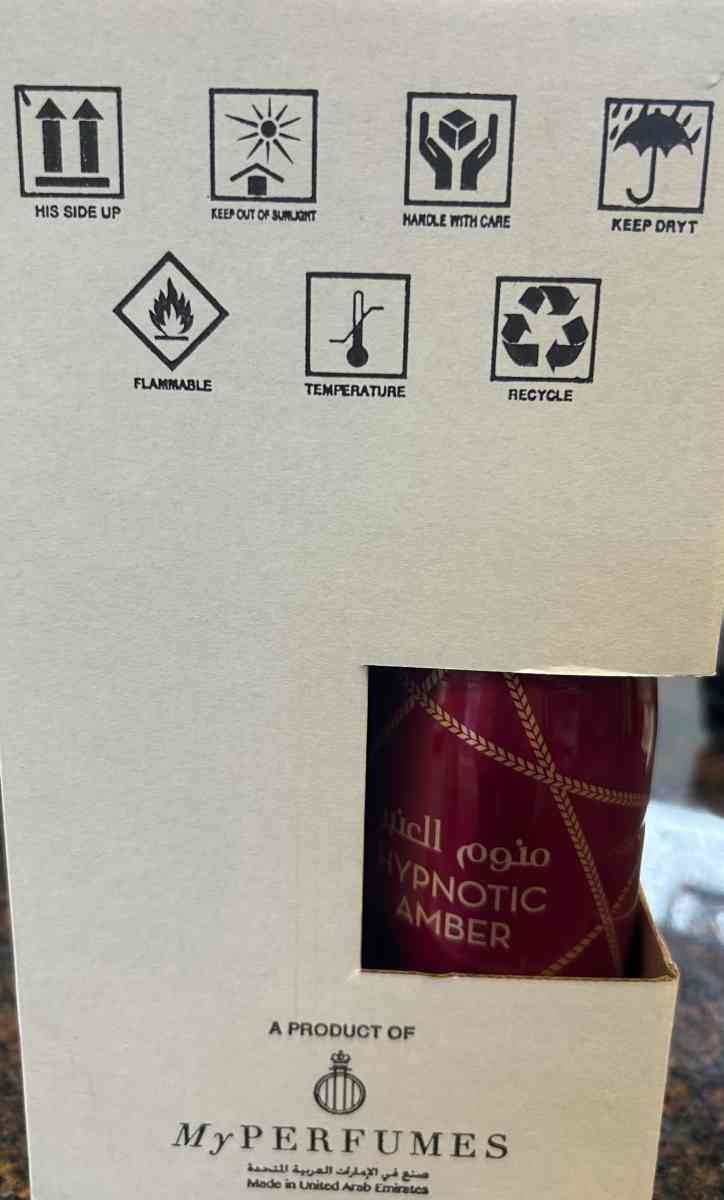 HIS SIDE UP
KEEP OUT OF SUNLIGHT
HANDLE WITH CARE
KEEP DRYT
FLAMMABLE
TEMPERATURE
RECYCLE
منوم العنبر
HYPNOTIC
AMBER
A PRODUCT OF
MyPERFUMES
صنع في الإمارات العربية المتحدة
Made in United Arab Emirates